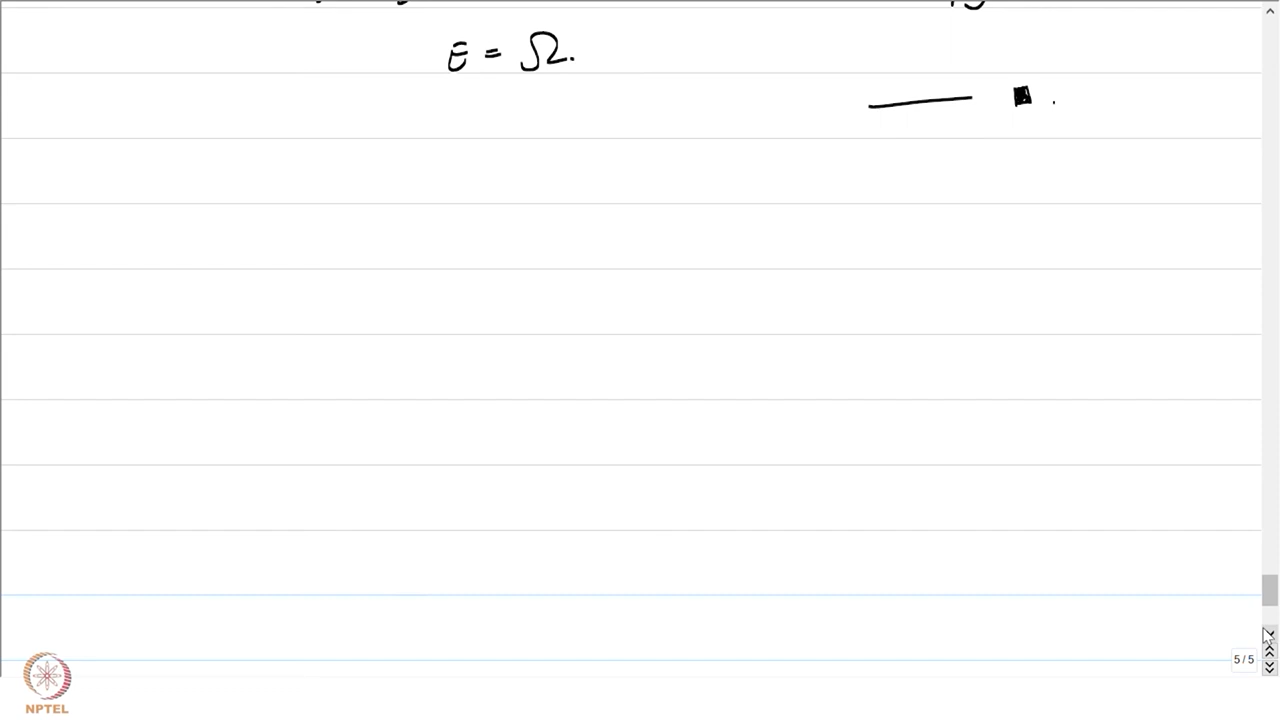 E = Ω.
■ .
5 / 5
NPTEL